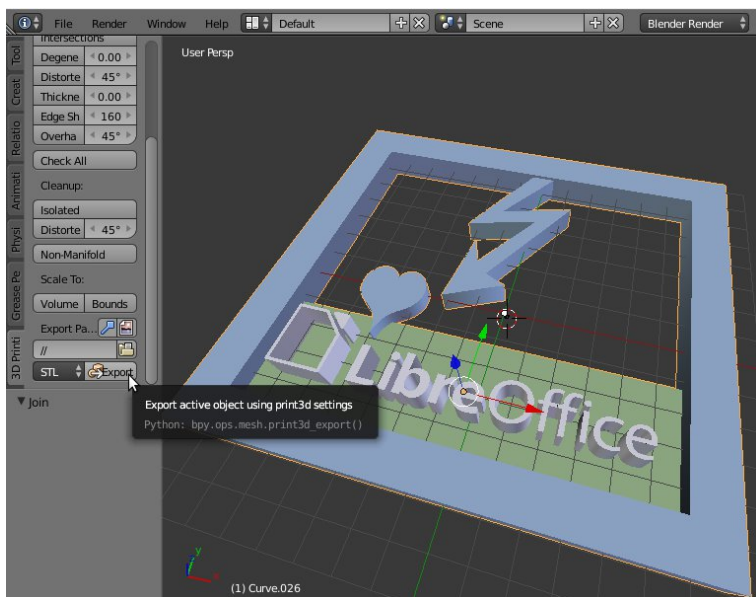 File Render Window Help Default Scene Blender Render
User Persp
Tool
Creat
Relatio
Animati
Physi
Grease Pe
3D Printi
Intersections
Degene 0.00
Distorte 45°
Thickne 0.00
Edge Sh 160
Overha 45°
Check All
Cleanup:
Isolated
Distorte 45°
Non-Manifold
Scale To:
Volume Bounds
Export Pa...
//
STL Export
Join
Export active object using print3d settings
Python: bpy.ops.mesh.print3d_export()
LibreOffice
y
x
(1) Curve.026